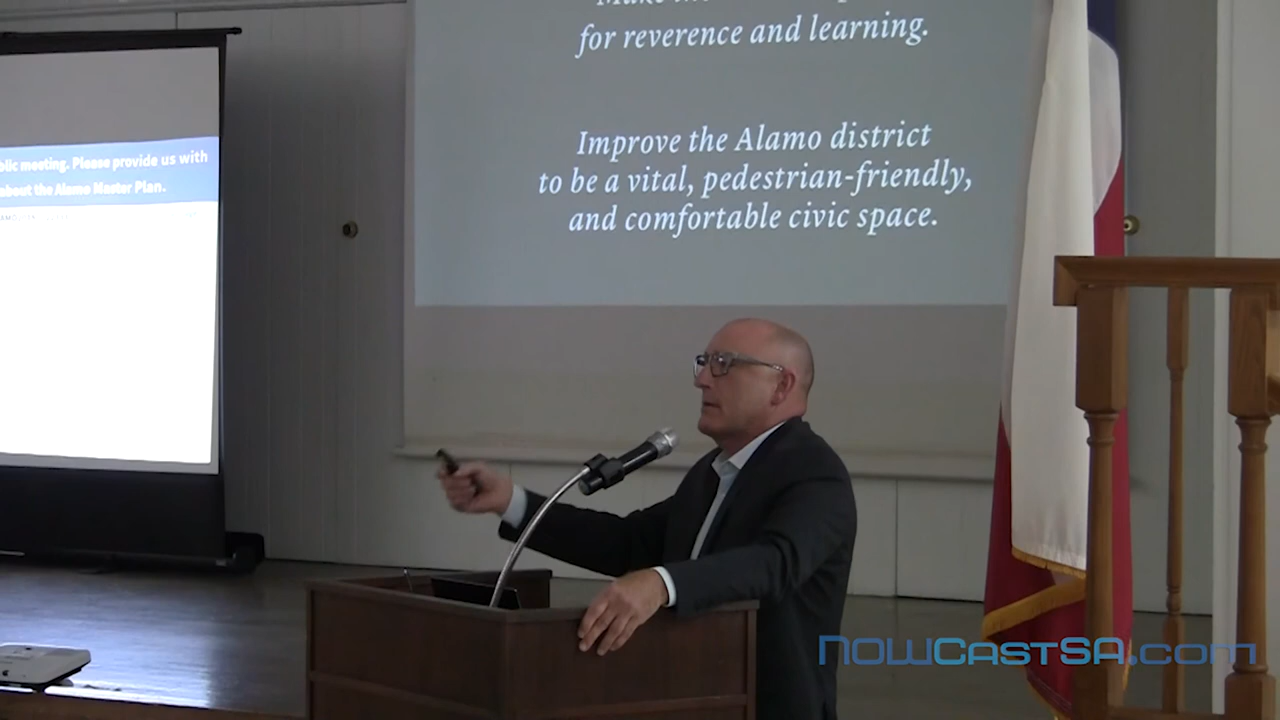 for reverence and learning.
Improve the Alamo district
to be a vital, pedestrian-friendly,
and comfortable civic space.
blic meeting. Please provide us with
about the Alamo Master Plan.
NOWCastSA.com